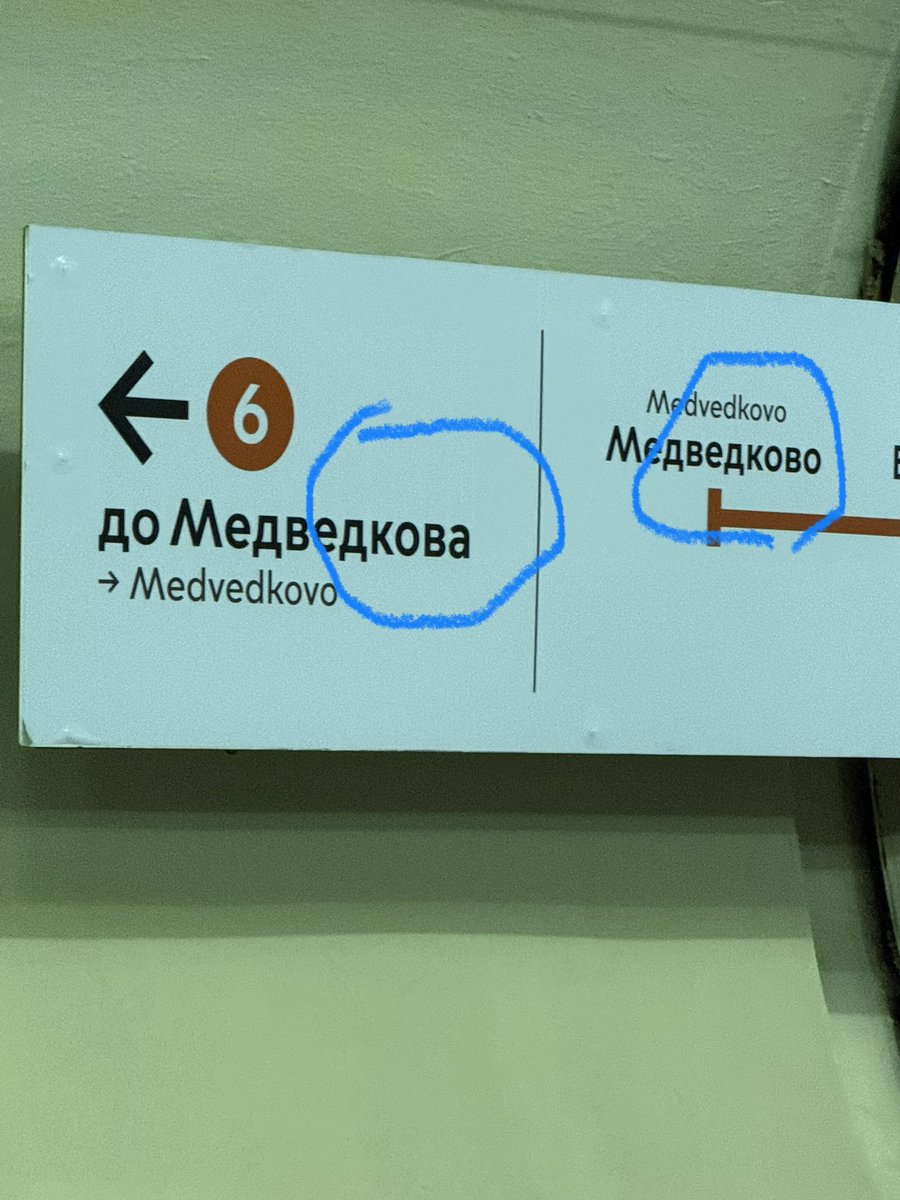 6
до Медведкова
→ Medvedkovo
Medvedkovo
Медведково